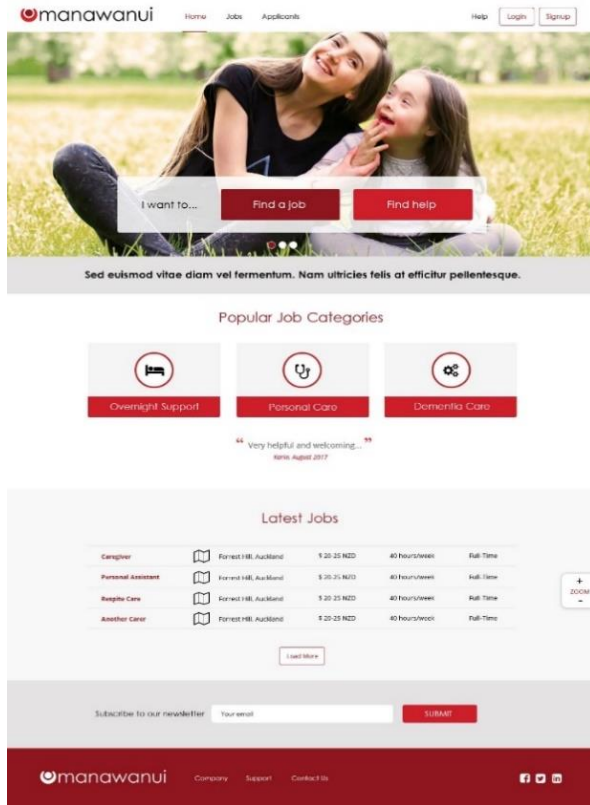 manawanui Home Jobs Applicants Help Login Signup
I want to... Find a job Find help
Sed euismod vitae diam vel fermentum. Nam ultricies felis at efficitur pellentesque.
Popular Job Categories
Overnight Support Personal Care Dementia Care
“ Very helpful and welcoming... ”
August 2017
Latest Jobs
Caregiver Forrest Hill, Auckland $ 20-25 NZD 40 hours/week Full-Time
Personal Assistant Forrest Hill, Auckland $ 20-25 NZD 40 hours/week Full-Time
Respite Care Forrest Hill, Auckland $ 20-25 NZD 40 hours/week Full-Time
Another Carer Forrest Hill, Auckland $ 20-25 NZD 40 hours/week Full-Time
+
ZOOM
-
Load More
Subscribe to our newsletter Your email SUBMIT
manawanui Company Support Contact Us